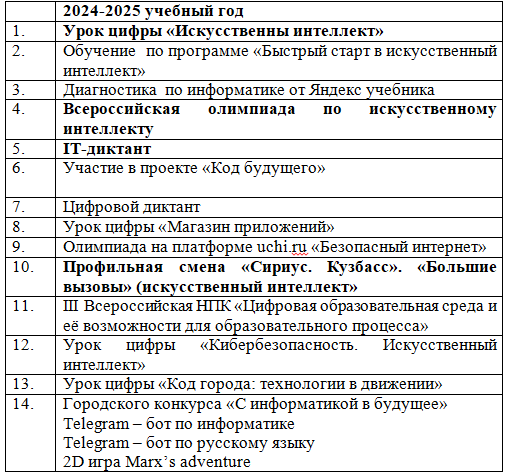 2024-2025 учебный год
1. Урок цифры «Искусственны интеллект»
2. Обучение по программе «Быстрый старт в искусственный
интеллект»
3. Диагностика по информатике от Яндекс учебника
4. Всероссийская олимпиада по искусственному
интеллекту
5. IT-диктант
6. Участие в проекте «Код будущего»
7. Цифровой диктант
8. Урок цифры «Магазин приложений»
9. Олимпиада на платформе uchi.ru «Безопасный интернет»
10. Профильная смена «Сириус. Кузбасс». «Большие
вызовы» (искусственный интеллект»
11. III Всероссийская НПК «Цифровая образовательная среда и
её возможности для образовательного процесса»
12. Урок цифры «Кибербезопасность. Искусственный
интеллект»
13. Урок цифры «Код города: технологии в движении»
14. Городского конкурса «С информатикой в будущее»
Telegram – бот по информатике
Telegram – бот по русскому языку
2D игра Marx’s adventure